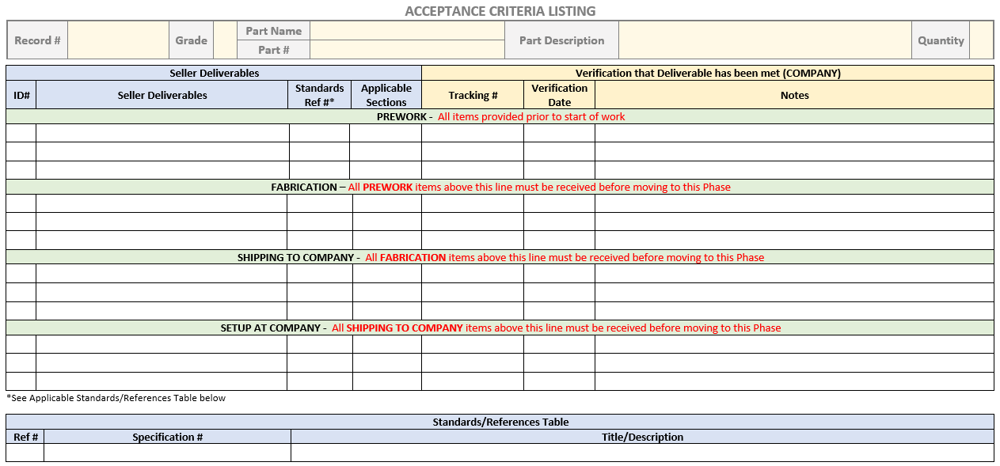 ACCEPTANCE CRITERIA LISTING
Record #
Grade
Part Name
Part #
Part Description
Quantity
Seller Deliverables
Verification that Deliverable has been met (COMPANY)
ID#
Seller Deliverables
Standards
Ref #*
Applicable
Sections
Tracking #
Verification
Date
Notes
PREWORK - All items provided prior to start of work
FABRICATION – All PREWORK items above this line must be received before moving to this Phase
SHIPPING TO COMPANY - All FABRICATION items above this line must be received before moving to this Phase
SETUP AT COMPANY - All SHIPPING TO COMPANY items above this line must be received before moving to this Phase
*See Applicable Standards/References Table below
Standards/References Table
Ref #
Specification #
Title/Description